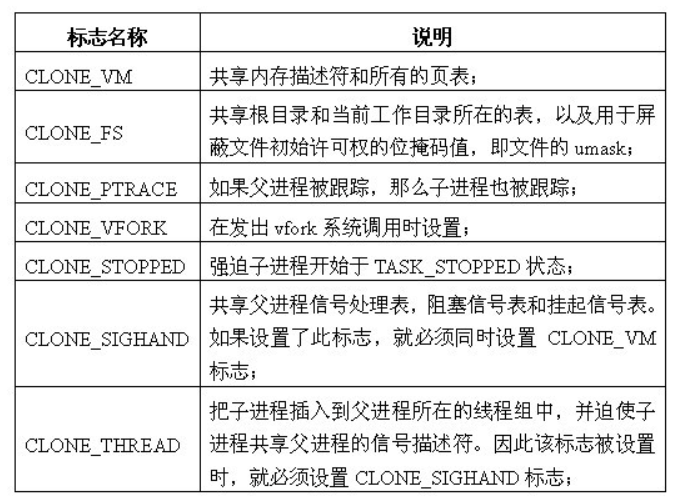 标志名称 说明
CLONE_VM 共享内存描述符和所有的页表;
CLONE_FS 共享根目录和当前工作目录所在的表，以及用于屏
蔽文件初始许可权的位掩码值，即文件的 umask;
CLONE_PTRACE 如果父进程被跟踪，那么子进程也被跟踪;
CLONE_VFORK 在发出 vfork 系统调用时设置;
CLONE_STOPPED 强迫子进程开始于 TASK_STOPPED 状态;
CLONE_SIGHAND 共享父进程信号处理表，阻塞信号表和挂起信号表。
如果设置了此标志，就必须同时设置 CLONE_VM
标志;
CLONE_THREAD 把子进程插入到父进程所在的线程组中，并迫使子
进程共享父进程的信号描述符。因此该标志被设置
时，就必须设置 CLONE_SIGHAND 标志;